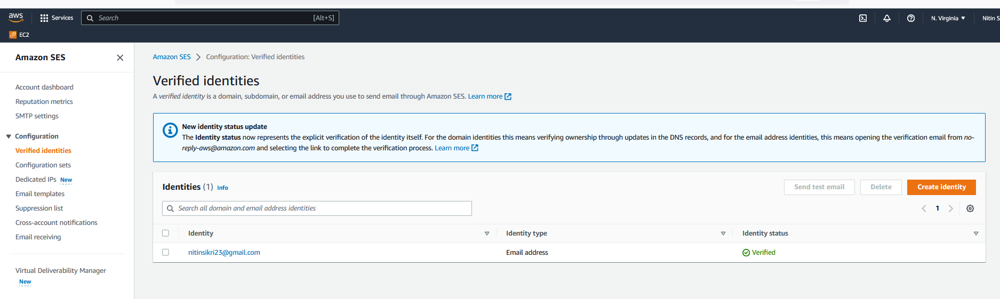 aws
Services
Search
[Alt+S]
N. Virginia
Nitin S
EC2
Amazon SES
Account dashboard
Reputation metrics
SMTP settings
Configuration
Verified identities
Configuration sets
Dedicated IPs New
Email templates
Suppression list
Cross-account notifications
Email receiving
Virtual Deliverability Manager
New
Amazon SES
Configuration: Verified identities
Verified identities
A verified identity is a domain, subdomain, or email address you use to send email through Amazon SES. Learn more
New identity status update
The Identity status now represents the explicit verification of the identity itself. For the domain identities this means verifying ownership through updates in the DNS records, and for the email address identities, this means opening the verification email from no-
reply-aws@amazon.com and selecting the link to complete the verification process. Learn more
Identities (1) Info
Send test email
Delete
Create identity
Search all domain and email address identities
1
Identity
Identity type
Identity status
nitinsikri23@gmail.com
Email address
Verified